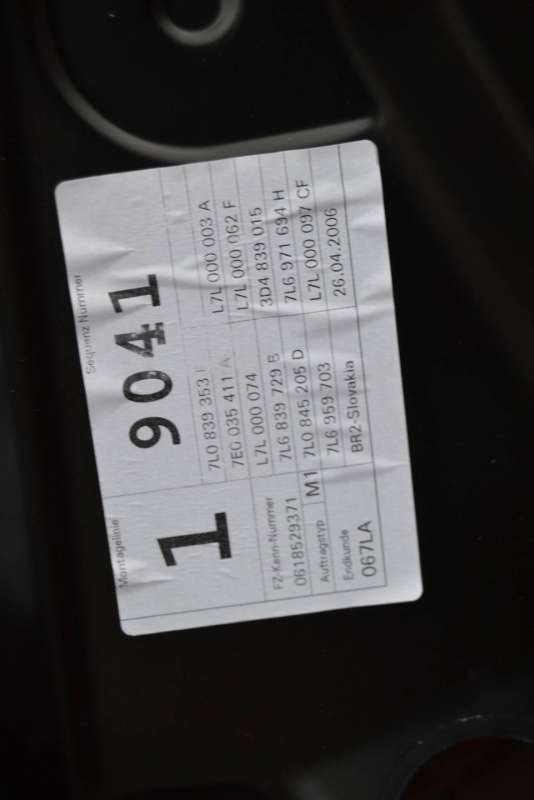 Montagelinie Sequenz Nummer
1 9041
7L0 839 353 L7L 000 003 A
7E0 035 411 A L7L 000 062 F
L7L 000 074 3D4 839 015
FZ-Kenn-Nummer 7L6 839 729 B 7L6 971 694 H
0618529371 7L0 845 205 D L7L 000 097 CF
Auftragstyp M1 7L6 959 703 26.04.2006
Endkunde BR2-Slovakia
067LA